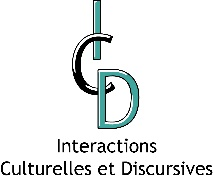 ICD
Interactions
Culturelles et Discursives